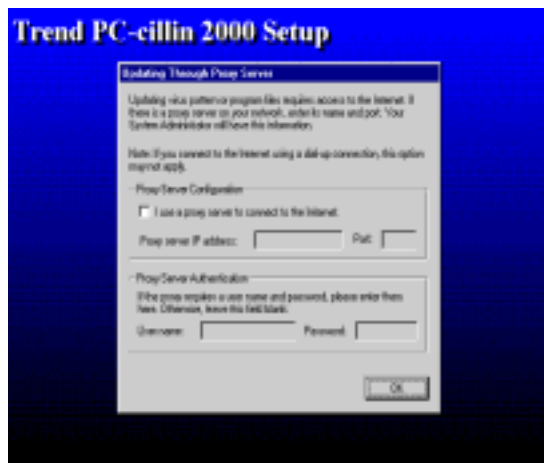 Trend PC-cillin 2000 Setup
Updating Through Proxy Server
Updating virus pattern or program files requires access to the Internet. If
there is a proxy server on your network, enter its name and port. Your
System Administrator will have this information.
Note: If you connect to the Internet using a dial-up connection, this option
may not apply.
Proxy Server Configuration
I use a proxy server to connect to the Internet.
Proxy server IP address: Port:
Proxy Server Authentication
If the proxy requires a user name and password, please enter them
here. Otherwise, leave this field blank.
Username: Password:
OK